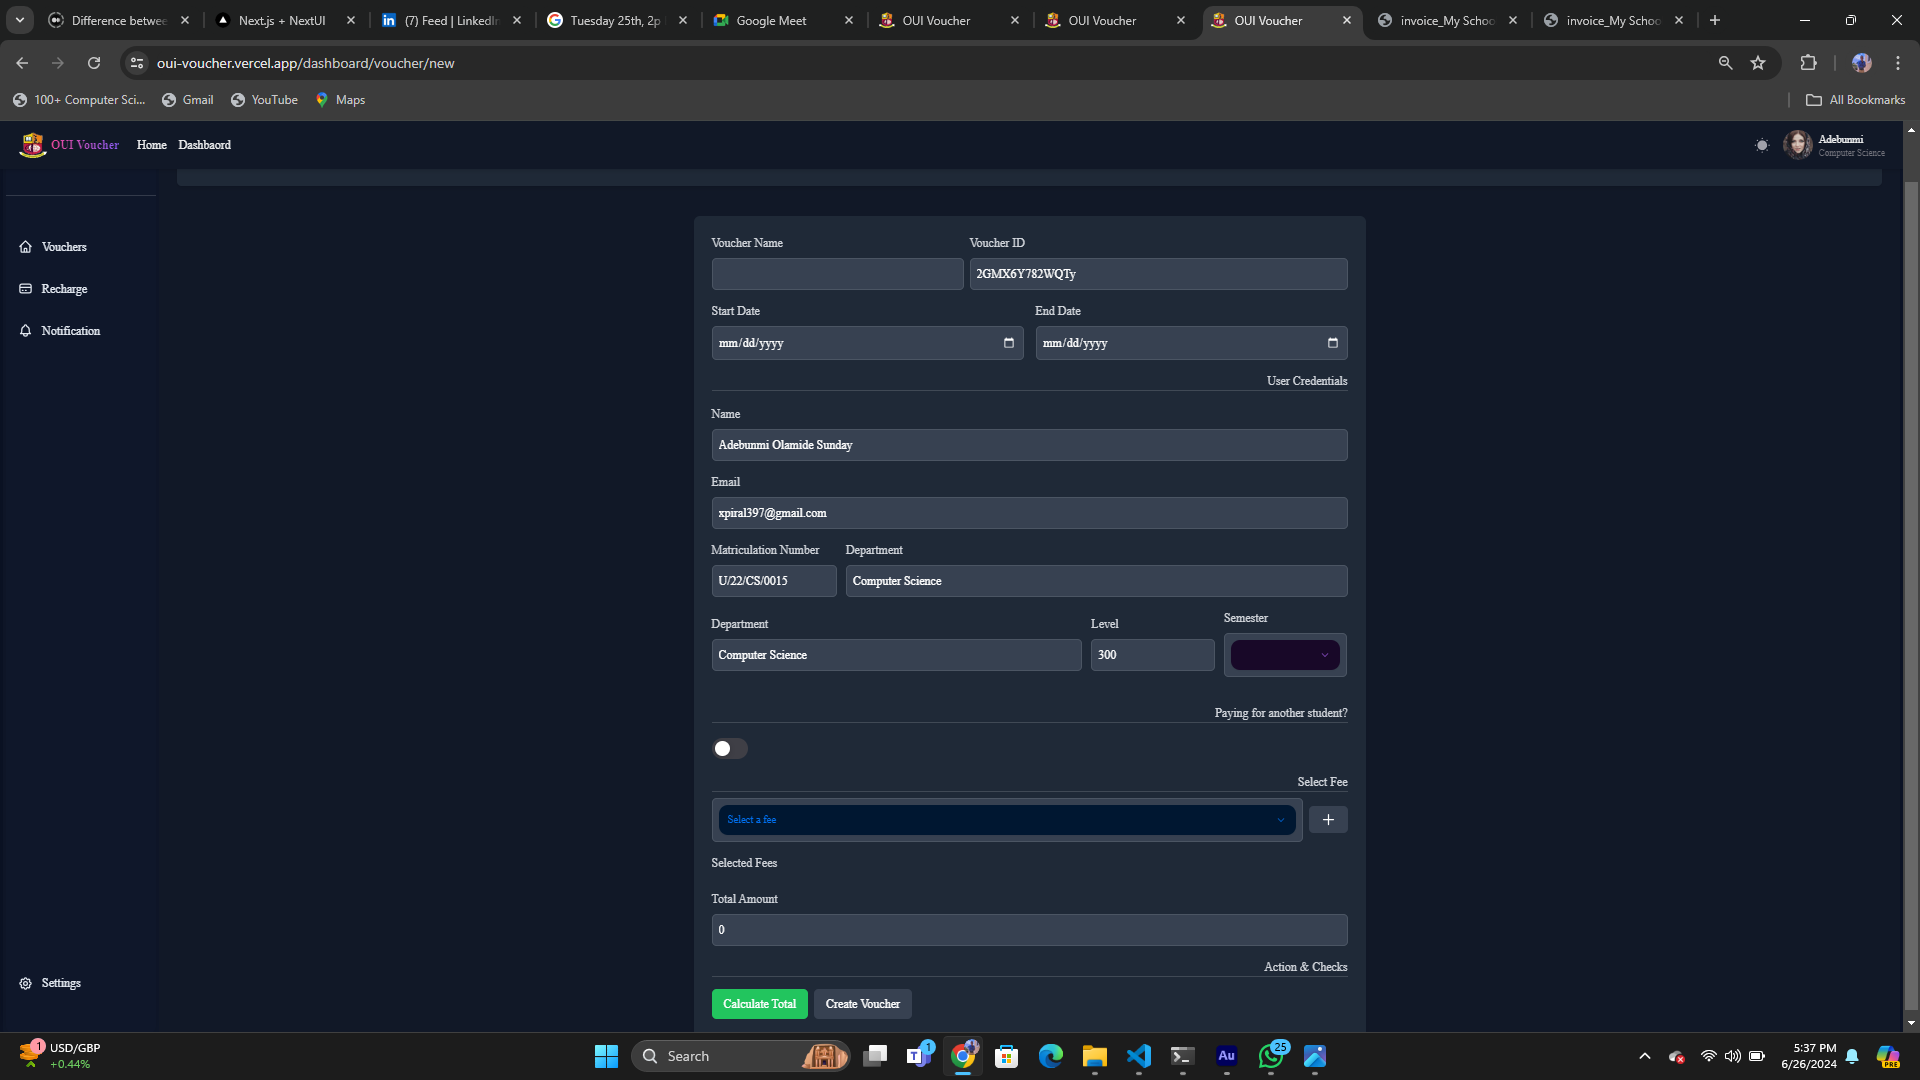 Difference betwee
Next.js + NextUI
(7) Feed | LinkedIn
Tuesday 25th, 2p
Google Meet
OUI Voucher
OUI Voucher
OUI Voucher
invoice_My Schoo
invoice_My Schoo
oui-voucher.vercel.app/dashboard/voucher/new
100+ Computer Sci...
Gmail
YouTube
Maps
All Bookmarks
OUI Voucher
Home
Dashbaord
Adebunmi
Computer Science
Vouchers
Recharge
Notification
Settings
Voucher Name
Voucher ID
2GMX6Y782WQTy
Start Date
End Date
mm/dd/yyyy
mm/dd/yyyy
User Credentials
Name
Adebunmi Olamide Sunday
Email
xpiral397@gmail.com
Matriculation Number
Department
U/22/CS/0015
Computer Science
Department
Level
Semester
Computer Science
300
Paying for another student?
Select Fee
Select a fee
+
Selected Fees
Total Amount
0
Action & Checks
Calculate Total
Create Voucher
1
USD/GBP
+0.44%
Search
T
1
Au
25
5:37 PM
6/26/2024
PRE